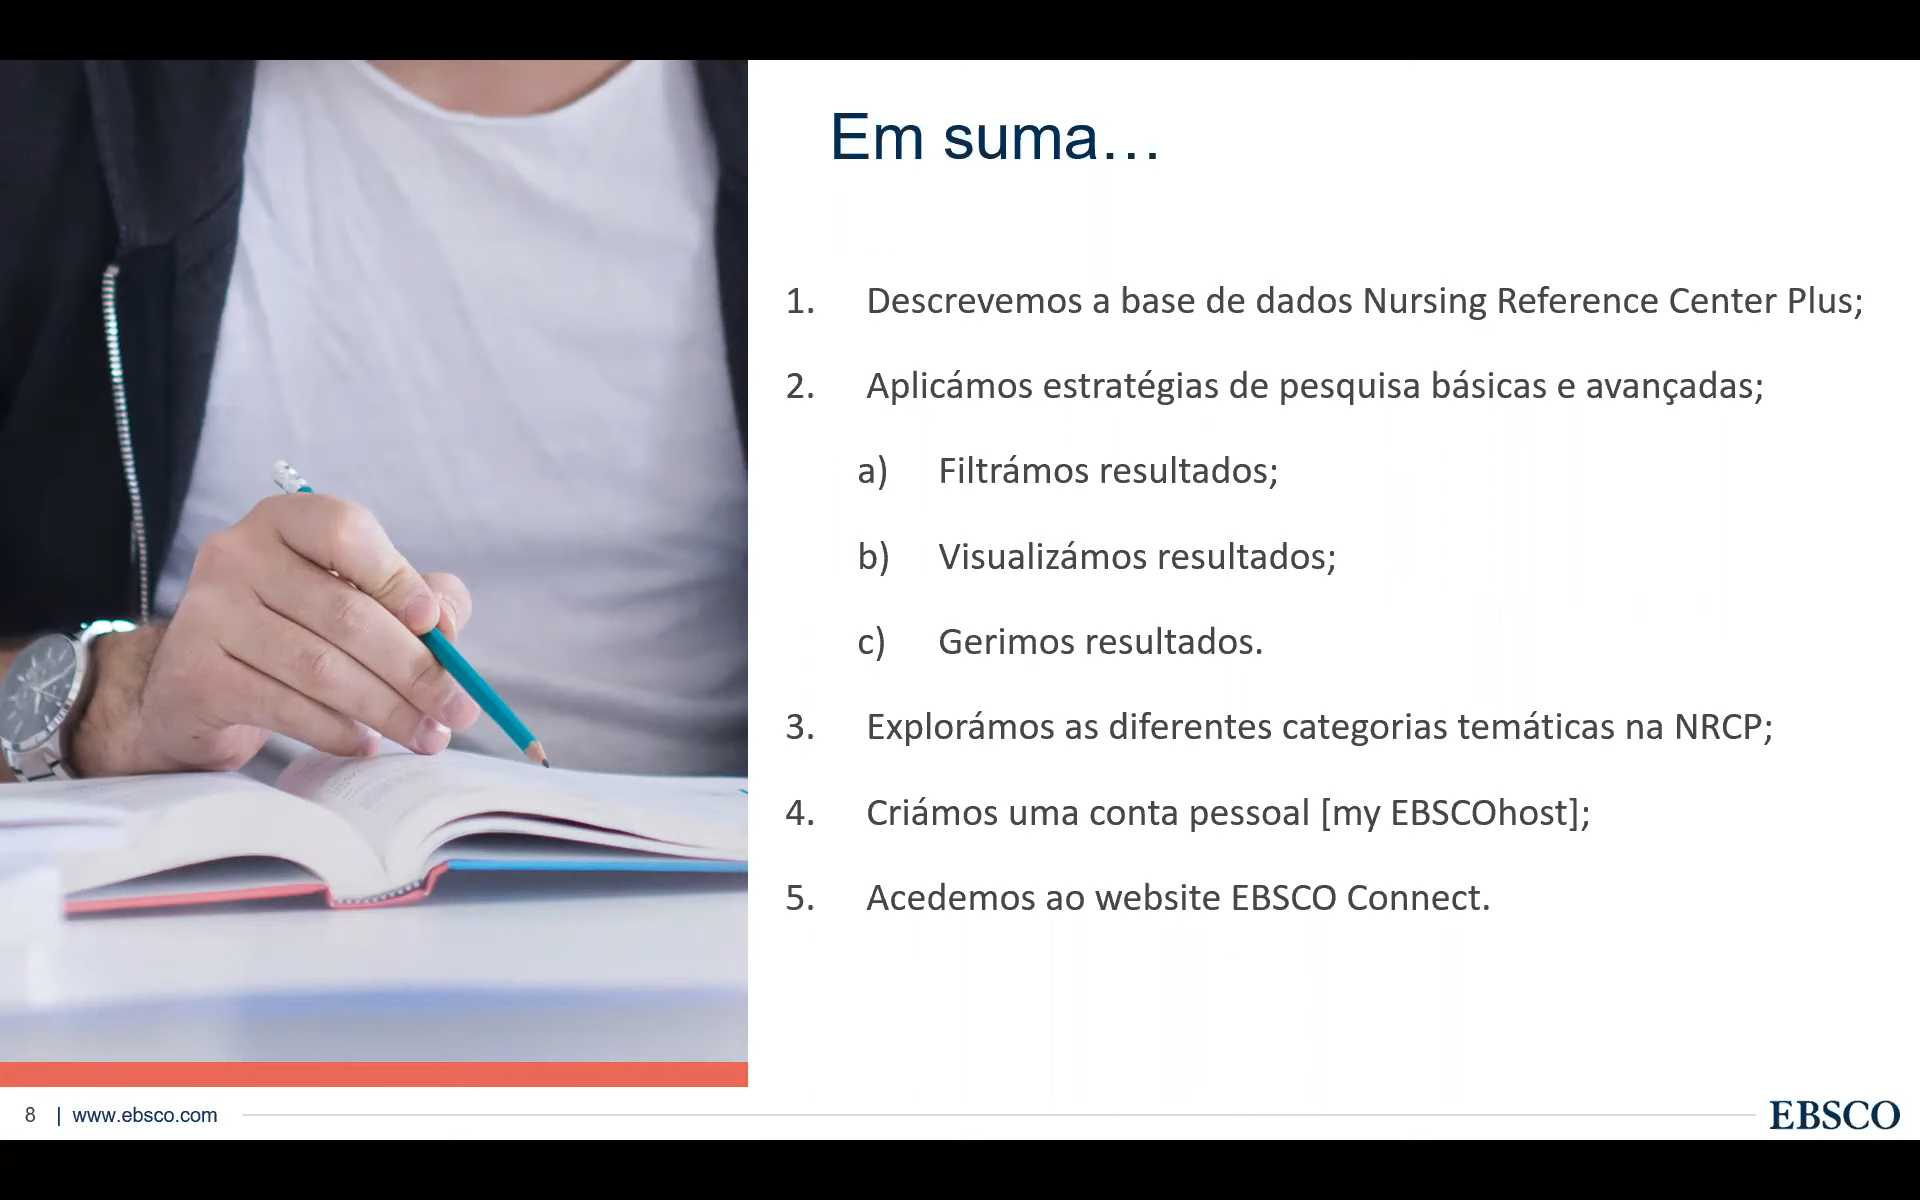 Em suma…
1. Descrevemos a base de dados Nursing Reference Center Plus;
2. Aplicámos estratégias de pesquisa básicas e avançadas;
a) Filtrámos resultados;
b) Visualizámos resultados;
c) Gerimos resultados.
3. Explorámos as diferentes categorias temáticas na NRCP;
4. Criámos uma conta pessoal [my EBSCOhost];
5. Acedemos ao website EBSCO Connect.
8 | www.ebsco.com
EBSCO